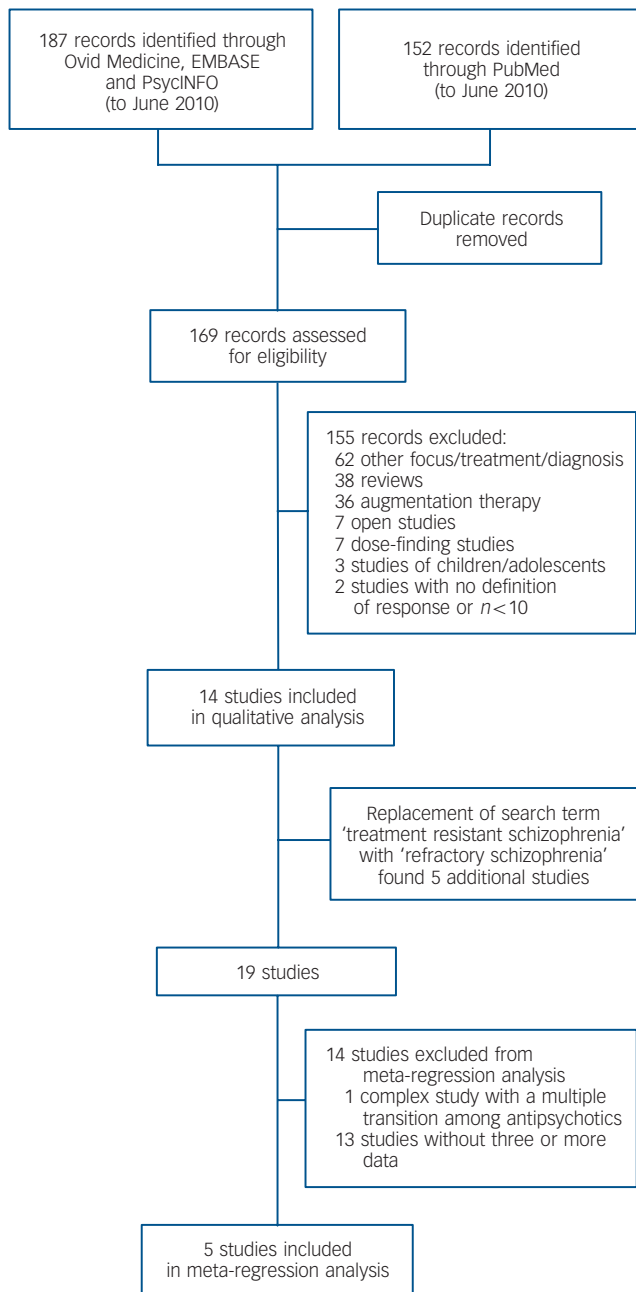 187 records identified through
Ovid Medicine, EMBASE
and PsycINFO
(to June 2010)
152 records identified
through PubMed
(to June 2010)
Duplicate records
removed
169 records assessed
for eligibility
155 records excluded:
62 other focus/treatment/diagnosis
38 reviews
36 augmentation therapy
7 open studies
7 dose-finding studies
3 studies of children/adolescents
2 studies with no definition
of response or n<10
14 studies included
in qualitative analysis
Replacement of search term
‘treatment resistant schizophrenia’
with ‘refractory schizophrenia’
found 5 additional studies
19 studies
14 studies excluded from
meta-regression analysis
1 complex study with a multiple
transition among antipsychotics
13 studies without three or more
data
5 studies included
in meta-regression analysis